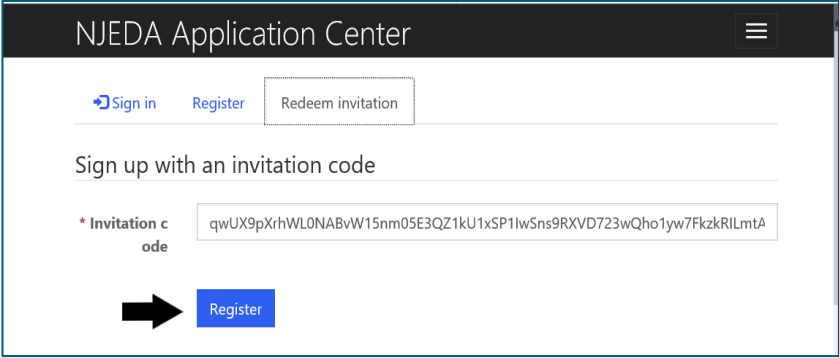 NJEDA Application Center
Sign in Register Redeem invitation
Sign up with an invitation code
* Invitation c
ode
qwUX9pXrhWL0NABvW15nm05E3QZ1kU1xSP1IwSns9RXVD723wQho1yw7FkzkRILmtA
Register